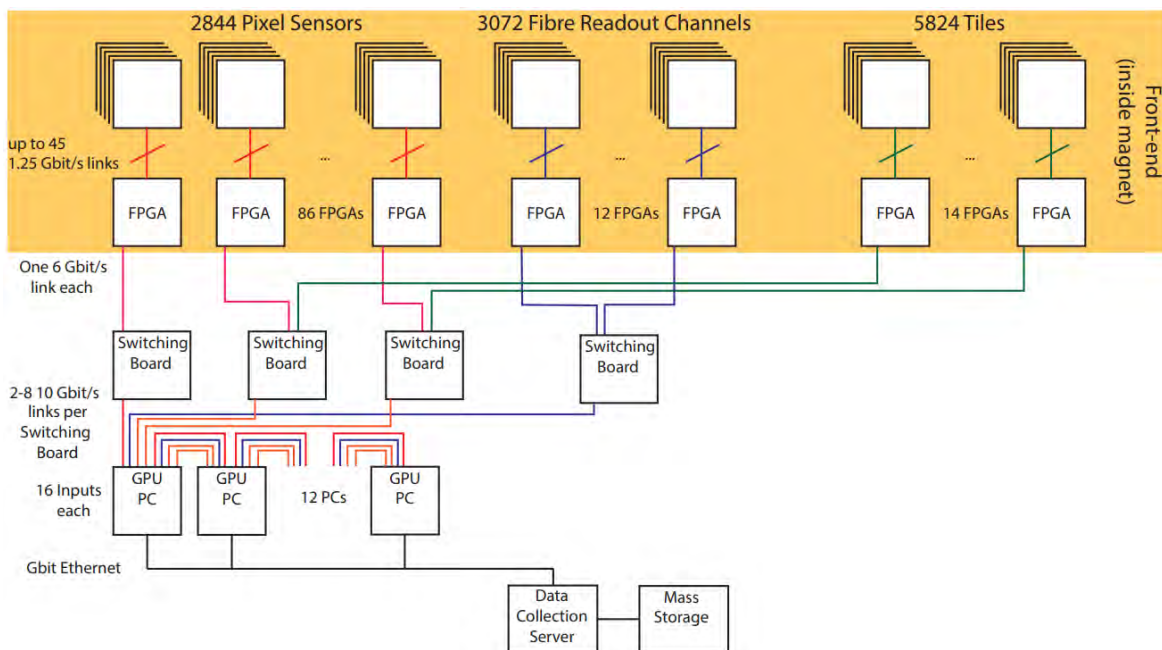 2844 Pixel Sensors
3072 Fibre Readout Channels
5824 Tiles
Front-end
(inside magnet)
up to 45
1.25 Gbit/s links
...
...
...
FPGA
FPGA
86 FPGAs
FPGA
FPGA
12 FPGAs
FPGA
FPGA
14 FPGAs
FPGA
One 6 Gbit/s
link each
Switching
Board
Switching
Board
Switching
Board
Switching
Board
2-8 10 Gbit/s
links per
Switching
Board
16 Inputs
each
GPU
PC
GPU
PC
12 PCs
GPU
PC
Gbit Ethernet
Data
Collection
Server
Mass
Storage